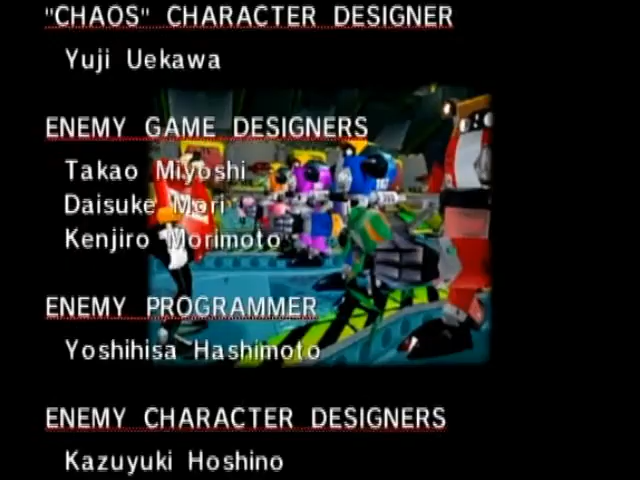 "CHAOS" CHARACTER DESIGNER
Yuji Uekawa
ENEMY GAME DESIGNERS
Takao Miyoshi
Daisuke Mori
Kenjiro Morimoto
ENEMY PROGRAMMER
Yoshihisa Hashimoto
ENEMY CHARACTER DESIGNERS
Kazuyuki Hoshino